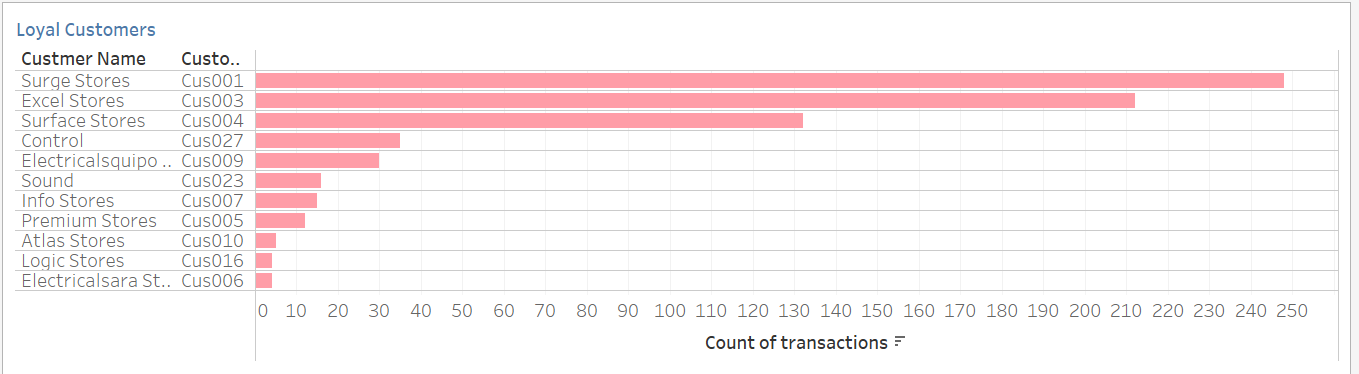 Loyal Customers
Custmer Name Custo..
Surge Stores Cus001
Excel Stores Cus003
Surface Stores Cus004
Control Cus027
Electricalsquipo .. Cus009
Sound Cus023
Info Stores Cus007
Premium Stores Cus005
Atlas Stores Cus010
Logic Stores Cus016
Electricalsara St.. Cus006
0 10 20 30 40 50 60 70 80 90 100 110 120 130 140 150 160 170 180 190 200 210 220 230 240 250
Count of transactions